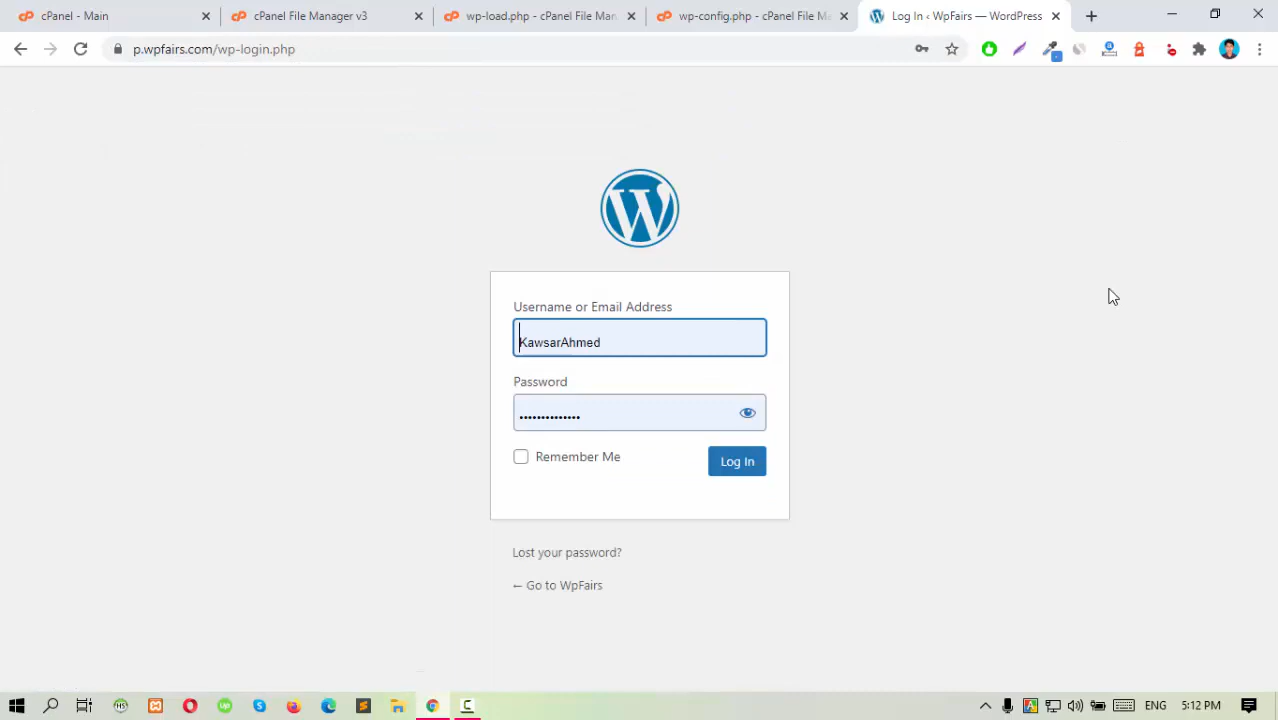 cPanel - Main
cPanel File Manager v3
wp-load.php - cPanel File Man
wp-config.php - cPanel File M
Log In ‹ WpFairs — WordPress
p.wpfairs.com/wp-login.php
Username or Email Address
KawsarAhmed
Password
••••••••••••••
Remember Me
Log In
Lost your password?
← Go to WpFairs
ENG
5:12 PM